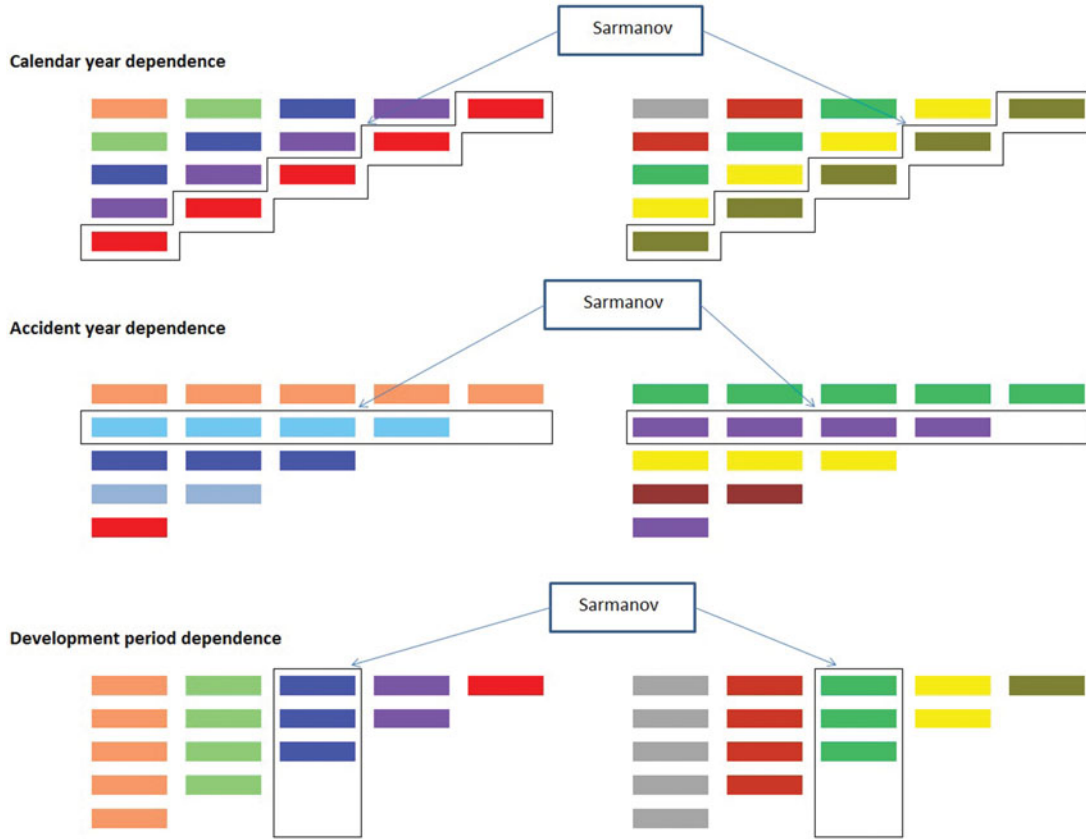 Sarmanov
Calendar year dependence
Sarmanov
Accident year dependence
Sarmanov
Development period dependence